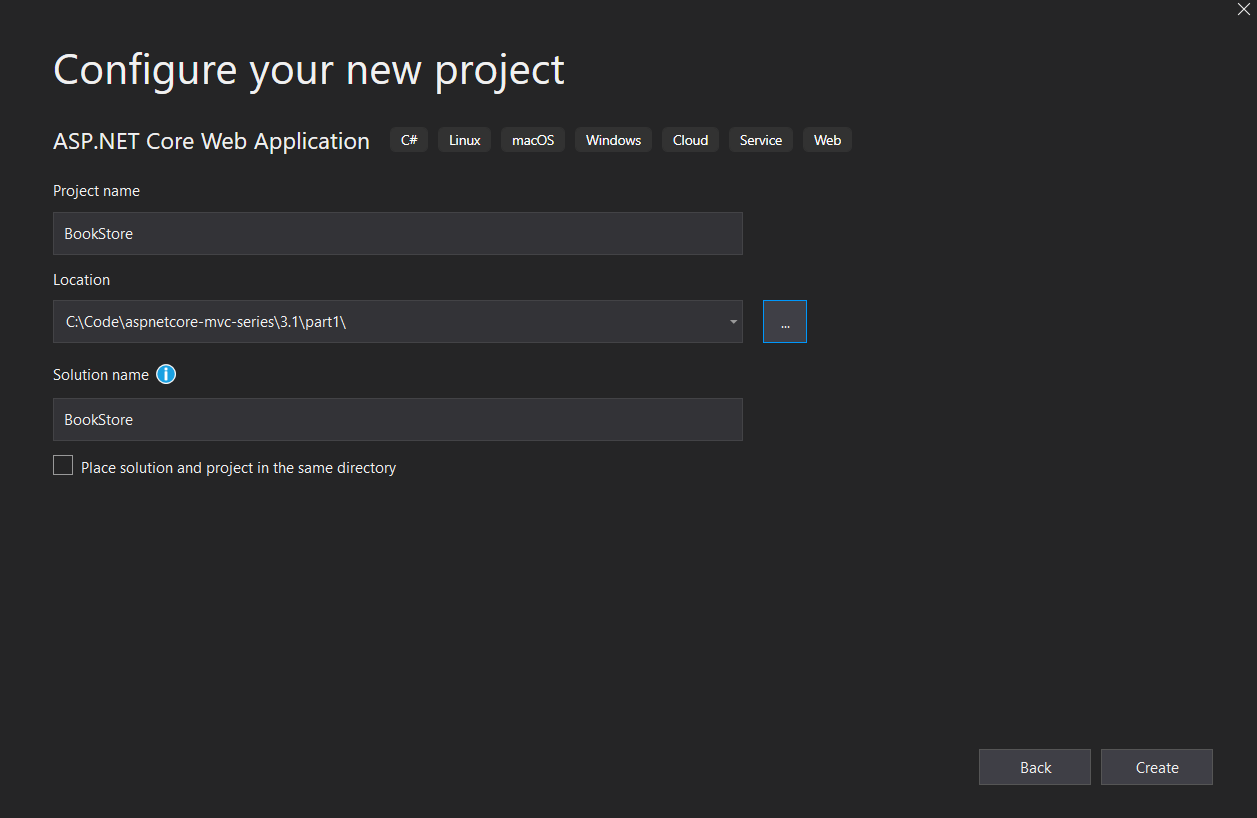 Configure your new project
ASP.NET Core Web Application C# Linux macOS Windows Cloud Service Web
Project name
BookStore
Location
C:\Code\aspnetcore-mvc-series\3.1\part1\
...
Solution name
BookStore
Place solution and project in the same directory
Back Create